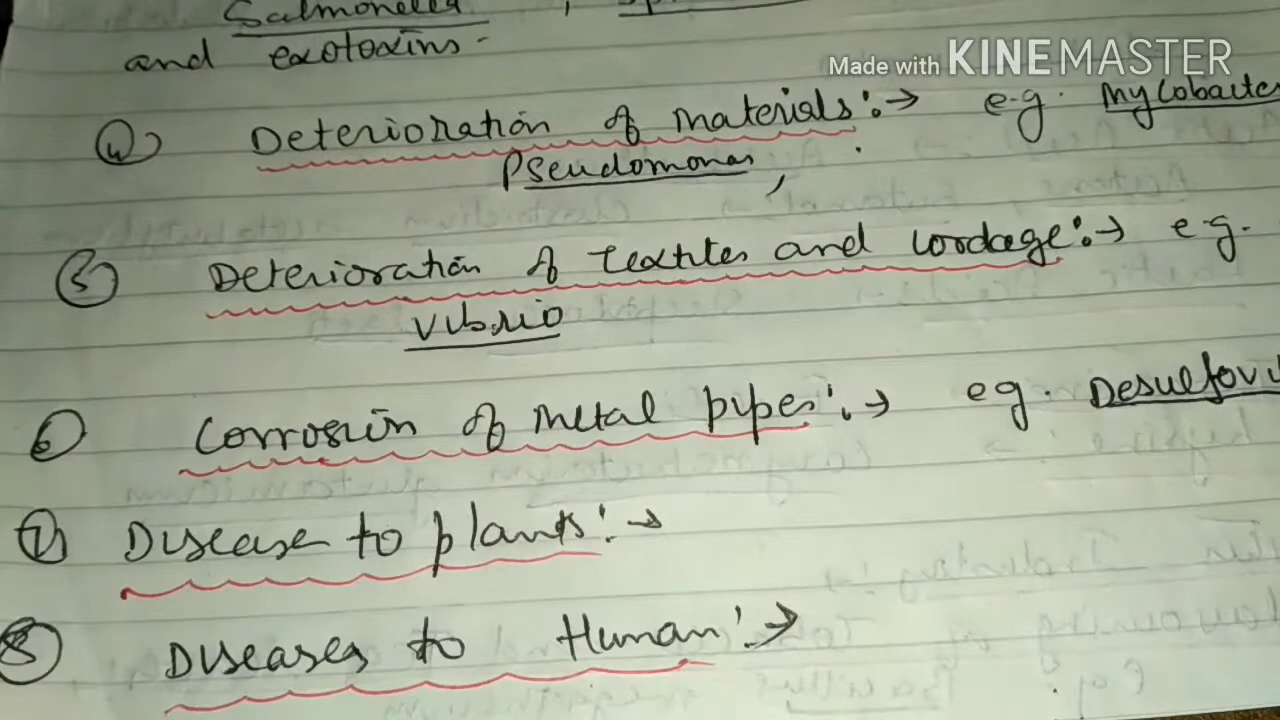 Salmonella ,
and exotoxins-
Made with KINEMASTER
④ Deterioration of materials:→ e-g. Mycobacte
Pseudomonas,
⑤ Deterioration of textiles and cordage:→ e-g.
Vibrio
⑥ Corrosion of metal pipes:→ eg. Desulfovi
⑦ Disease to plants:→
⑧ Diseases to Human:→